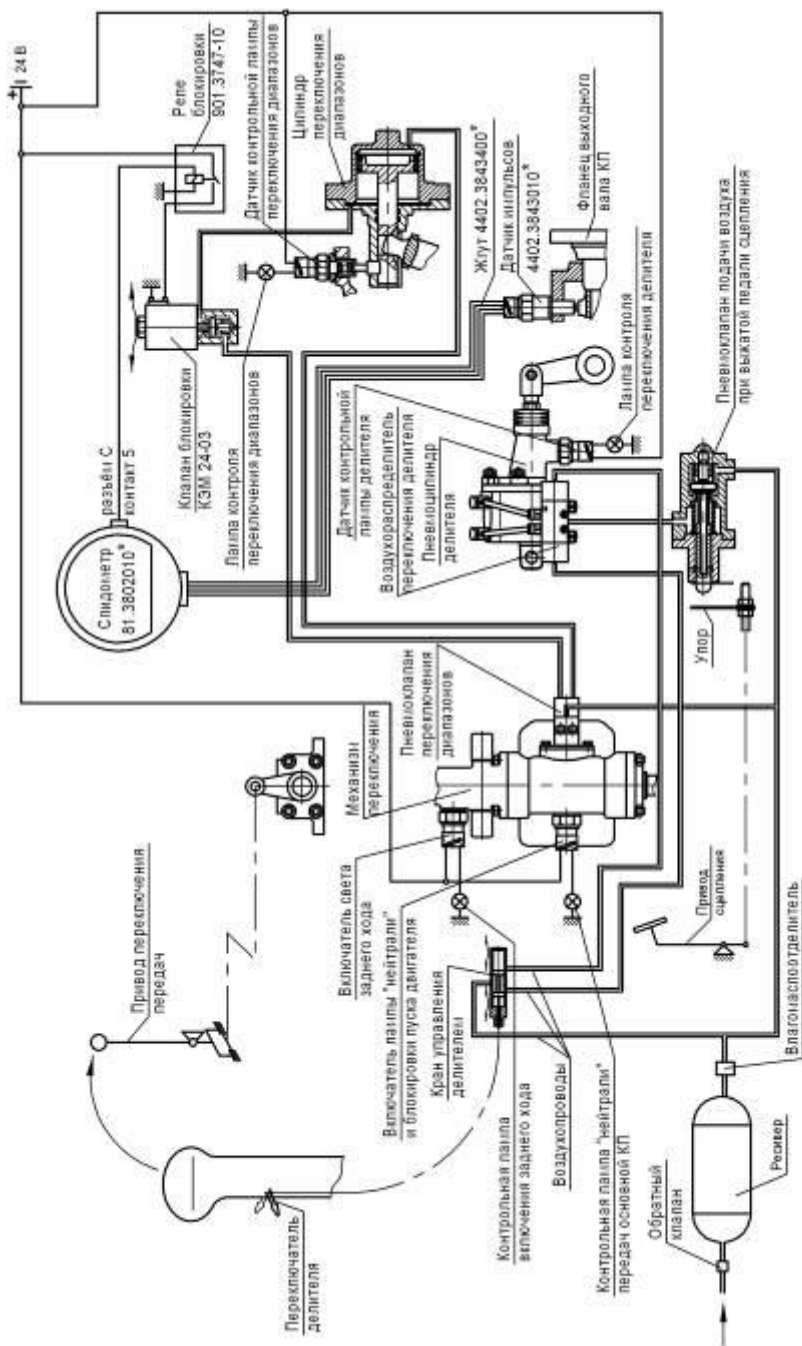 24 В
Реле
блокировки
901.3747-10
Датчик контрольной лампы
переключения диапазонов
Цилиндр
переключения
диапазонов
Жгут 4402.3843400*
Датчик импульсов
4402.3843010*
Фланец выходного
вала КП
Лампа контроля
переключения делителя
Пневмоклапан подачи воздуха
при выжатой педали сцепления
Спидометр
81.3802010*
разъём С
контакт 5
Клапан блокировки
КЭМ 24-03
Лампа контроля
переключения диапазонов
Датчик контрольной
лампы делителя
Воздухораспределитель
переключения делителя
Пневмоцилиндр
делителя
Упор
Механизм
переключения
Пневмоклапан
переключения
диапазонов
Привод переключения
передач
Включатель света
заднего хода
Включатель лампы "нейтрали"
и блокировки пуска двигателя
Кран управления
делителем
Привод
сцепления
Влагомаслоотделитель
Переключатель
делителя
Контрольная лампа
включения заднего хода
Воздухопроводы
Контрольная лампа "нейтрали"
передач основной КП
Ресивер
Обратный
клапан